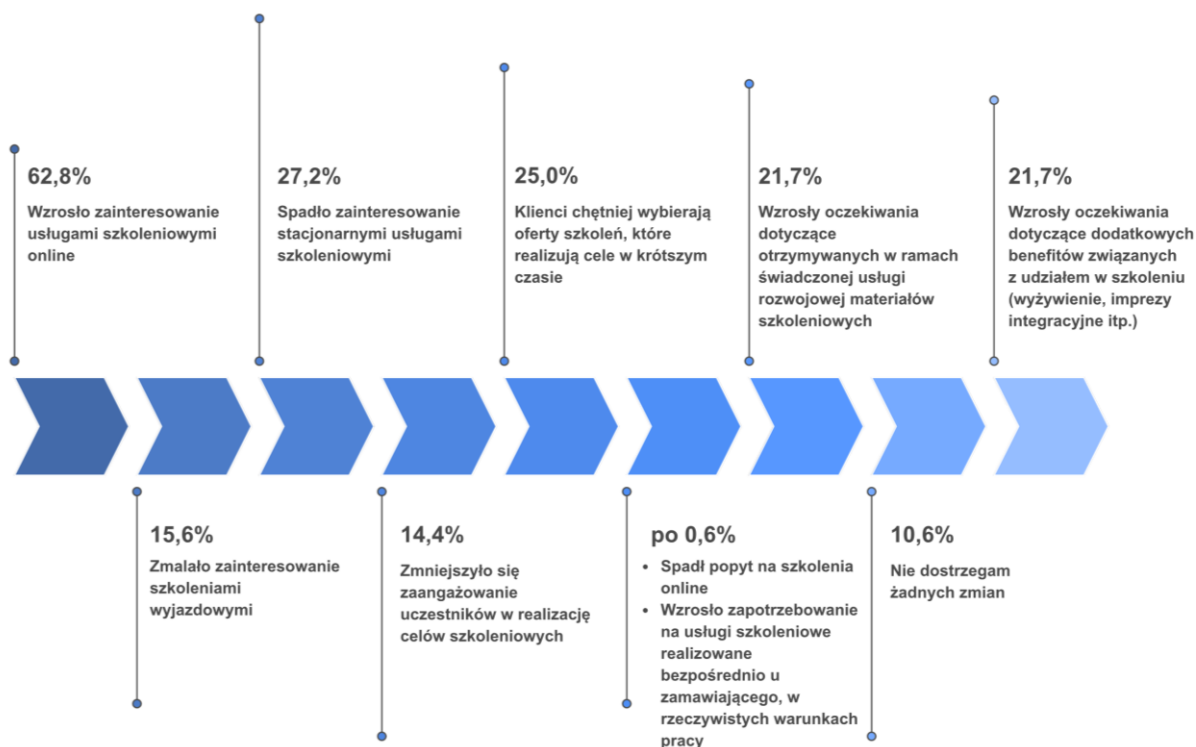 62,8%
Wzrosło zainteresowanie
usługami szkoleniowymi
online
27,2%
Spadło zainteresowanie
stacjonarnymi usługami
szkoleniowymi
25,0%
Klienci chętniej wybierają
oferty szkoleń, które
realizują cele w krótszym
czasie
21,7%
Wzrosły oczekiwania
dotyczące
otrzymywanych w ramach
świadczonej usługi
rozwojowej materiałów
szkoleniowych
21,7%
Wzrosły oczekiwania
dotyczące dodatkowych
benefitów związanych
z udziałem w szkoleniu
(wyżywienie, imprezy
integracyjne itp.)
15,6%
Zmalało zainteresowanie
szkoleniami
wyjazdowymi
14,4%
Zmniejszyło się
zaangażowanie
uczestników w realizację
celów szkoleniowych
po 0,6%
• Spadł popyt na szkolenia
online
• Wzrosło zapotrzebowanie
na usługi szkoleniowe
realizowane
bezpośrednio u
zamawiającego, w
rzeczywistych warunkach
pracy
10,6%
Nie dostrzegam
żadnych zmian